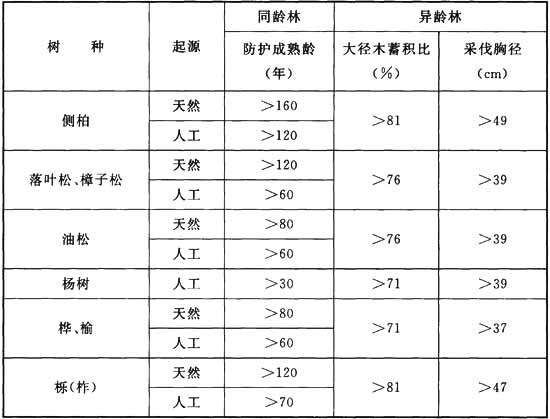 树 种 起源 同龄林 异龄林
防护成熟龄（年） 大径木蓄积比（%） 采伐胸径（cm）
侧柏 天然 >160 >81 >49
人工 >120
落叶松、樟子松 天然 >120 >76 >39
人工 >60
油松 天然 >80 >76 >39
人工 >60
杨树 人工 >30 >71 >39
桦、榆 天然 >80 >71 >37
人工 >60
栎(柞) 天然 >120 >81 >47
人工 >70